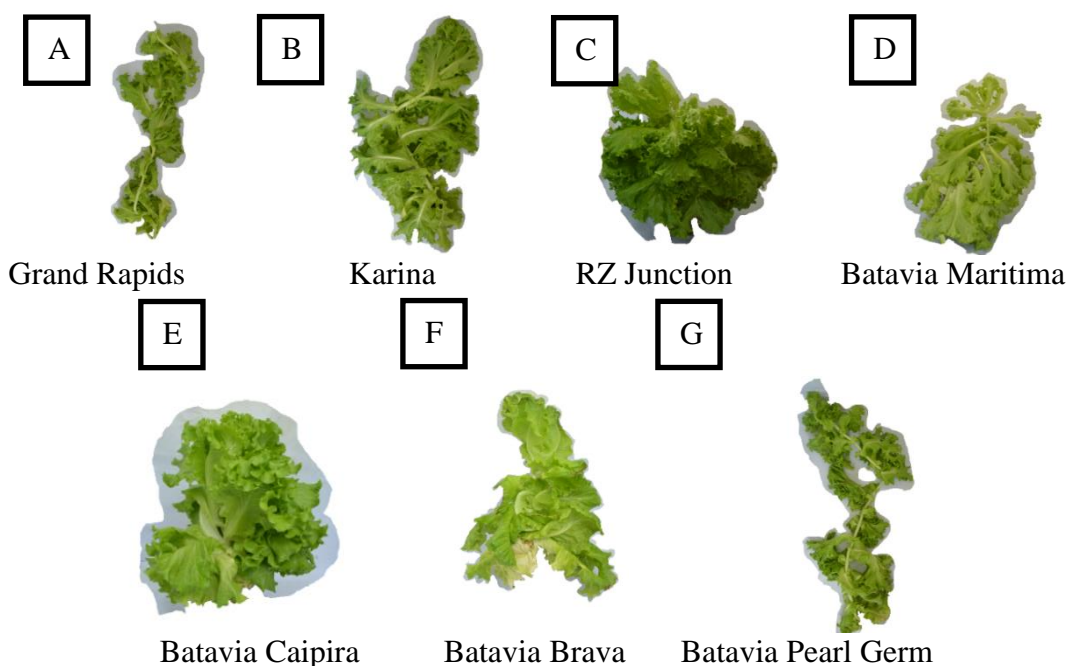 A B C D
Grand Rapids Karina RZ Junction Batavia Maritima
E F G
Batavia Caipira Batavia Brava Batavia Pearl Germ